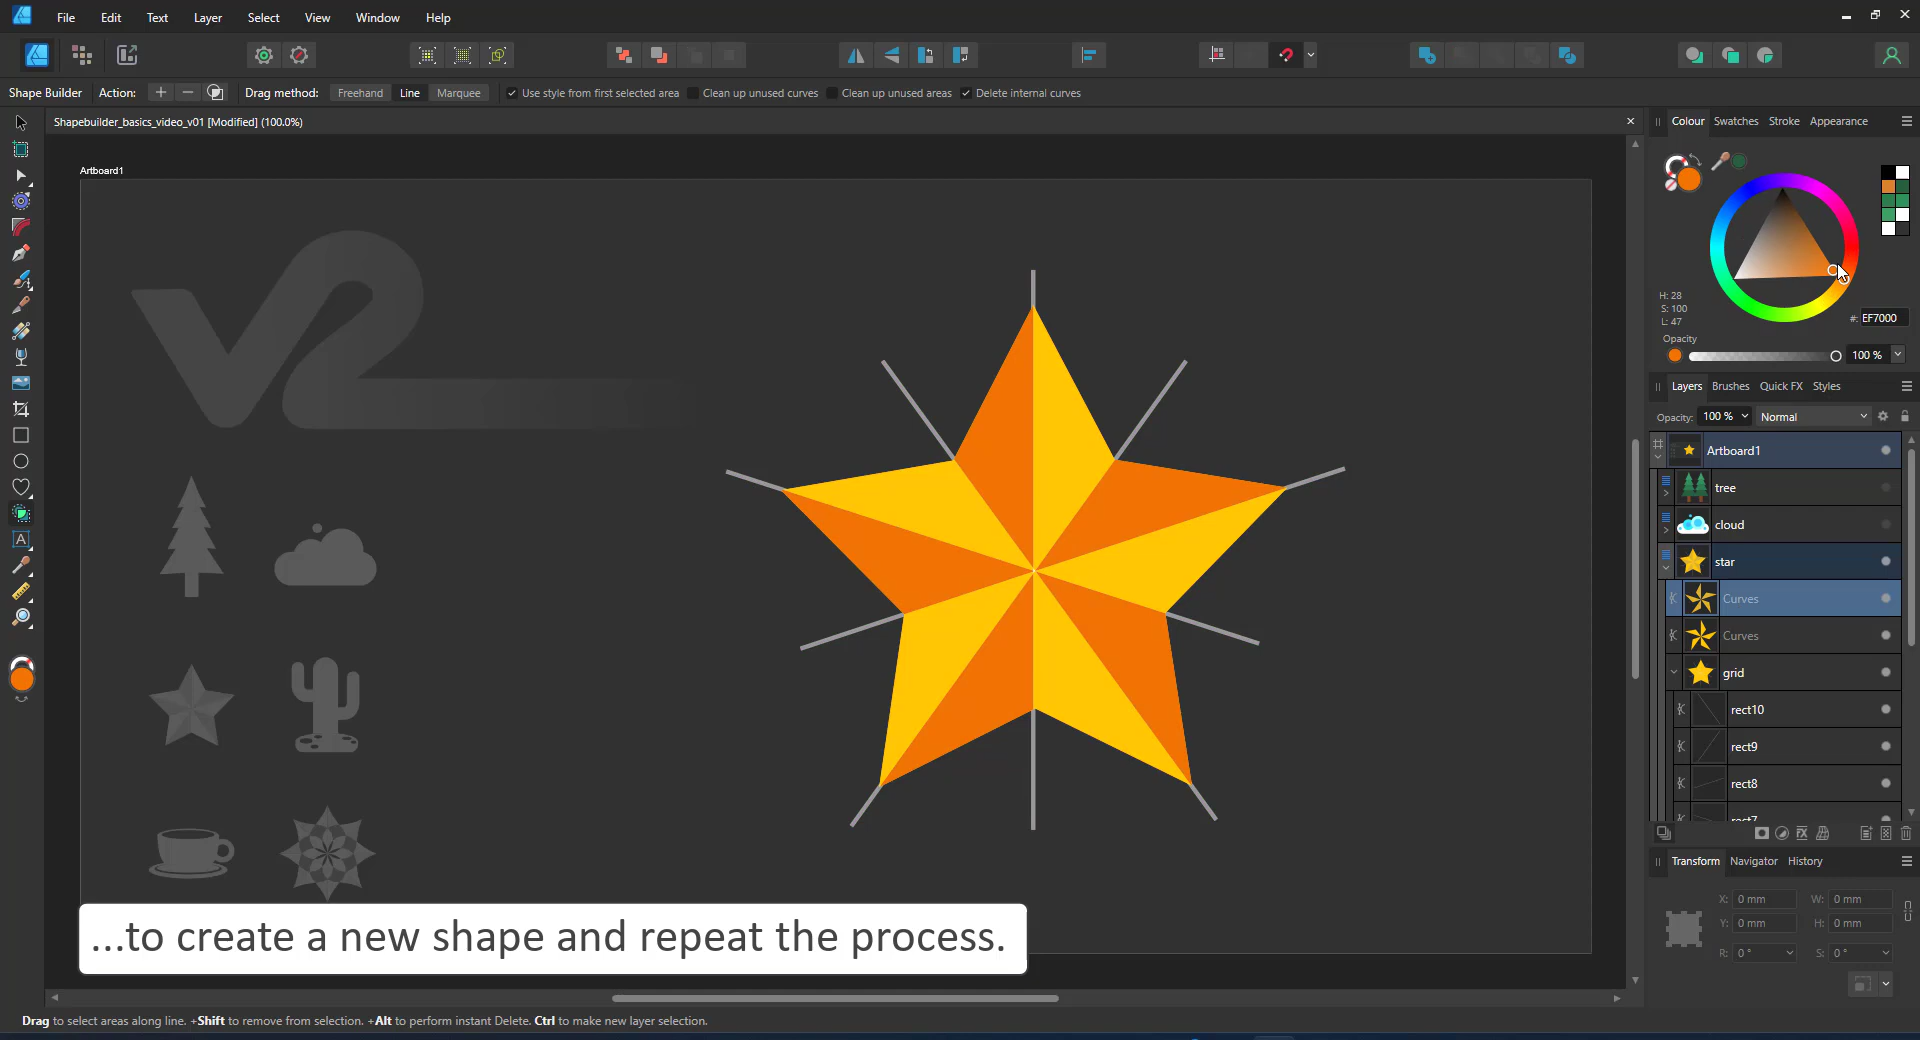 File Edit Text Layer Select View Window Help
Shape Builder Action: Drag method: Freehand Line Marquee Use style from first selected area Clean up unused curves Clean up unused areas Delete internal curves
Shapebuilder_basics_video_v01 [Modified] (100.0%)
Artboard1
V2
Colour Swatches Stroke Appearance
H: 28
S: 100
L: 47
#: EF7000
Opacity
100 %
Layers Brushes Quick FX Styles
Opacity: 100 % Normal
Artboard1
tree
cloud
star
Curves
Curves
grid
rect10
rect9
rect8
rect7
Transform Navigator History
X: 0 mm W: 0 mm
Y: 0 mm H: 0 mm
R: 0 ° S: 0 °
...to create a new shape and repeat the process.
Drag to select areas along line. +Shift to remove from selection. +Alt to perform instant Delete. Ctrl to make new layer selection.